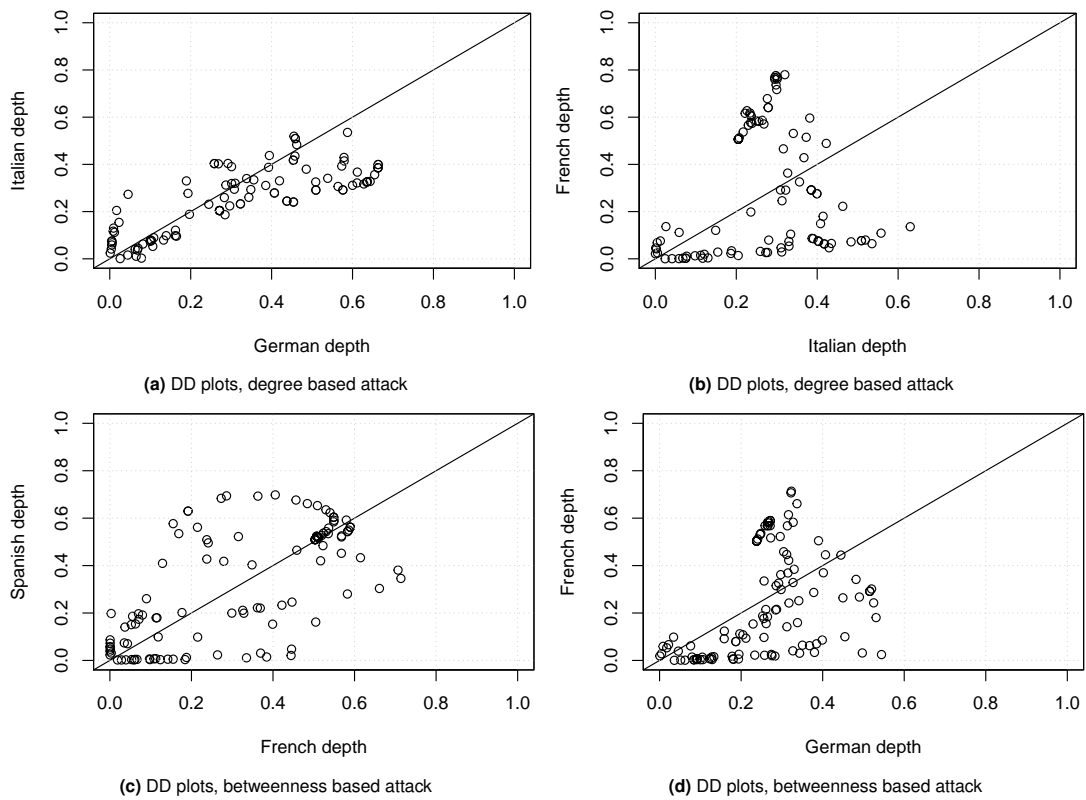 1.0
0.8
0.6
0.4
0.2
0.0
Italian depth
0.0 0.2 0.4 0.6 0.8 1.0
German depth
(a) DD plots, degree based attack
1.0
0.8
0.6
0.4
0.2
0.0
French depth
0.0 0.2 0.4 0.6 0.8 1.0
Italian depth
(b) DD plots, degree based attack
1.0
0.8
0.6
0.4
0.2
0.0
Spanish depth
0.0 0.2 0.4 0.6 0.8 1.0
French depth
(c) DD plots, betweenness based attack
1.0
0.8
0.6
0.4
0.2
0.0
French depth
0.0 0.2 0.4 0.6 0.8 1.0
German depth
(d) DD plots, betweenness based attack